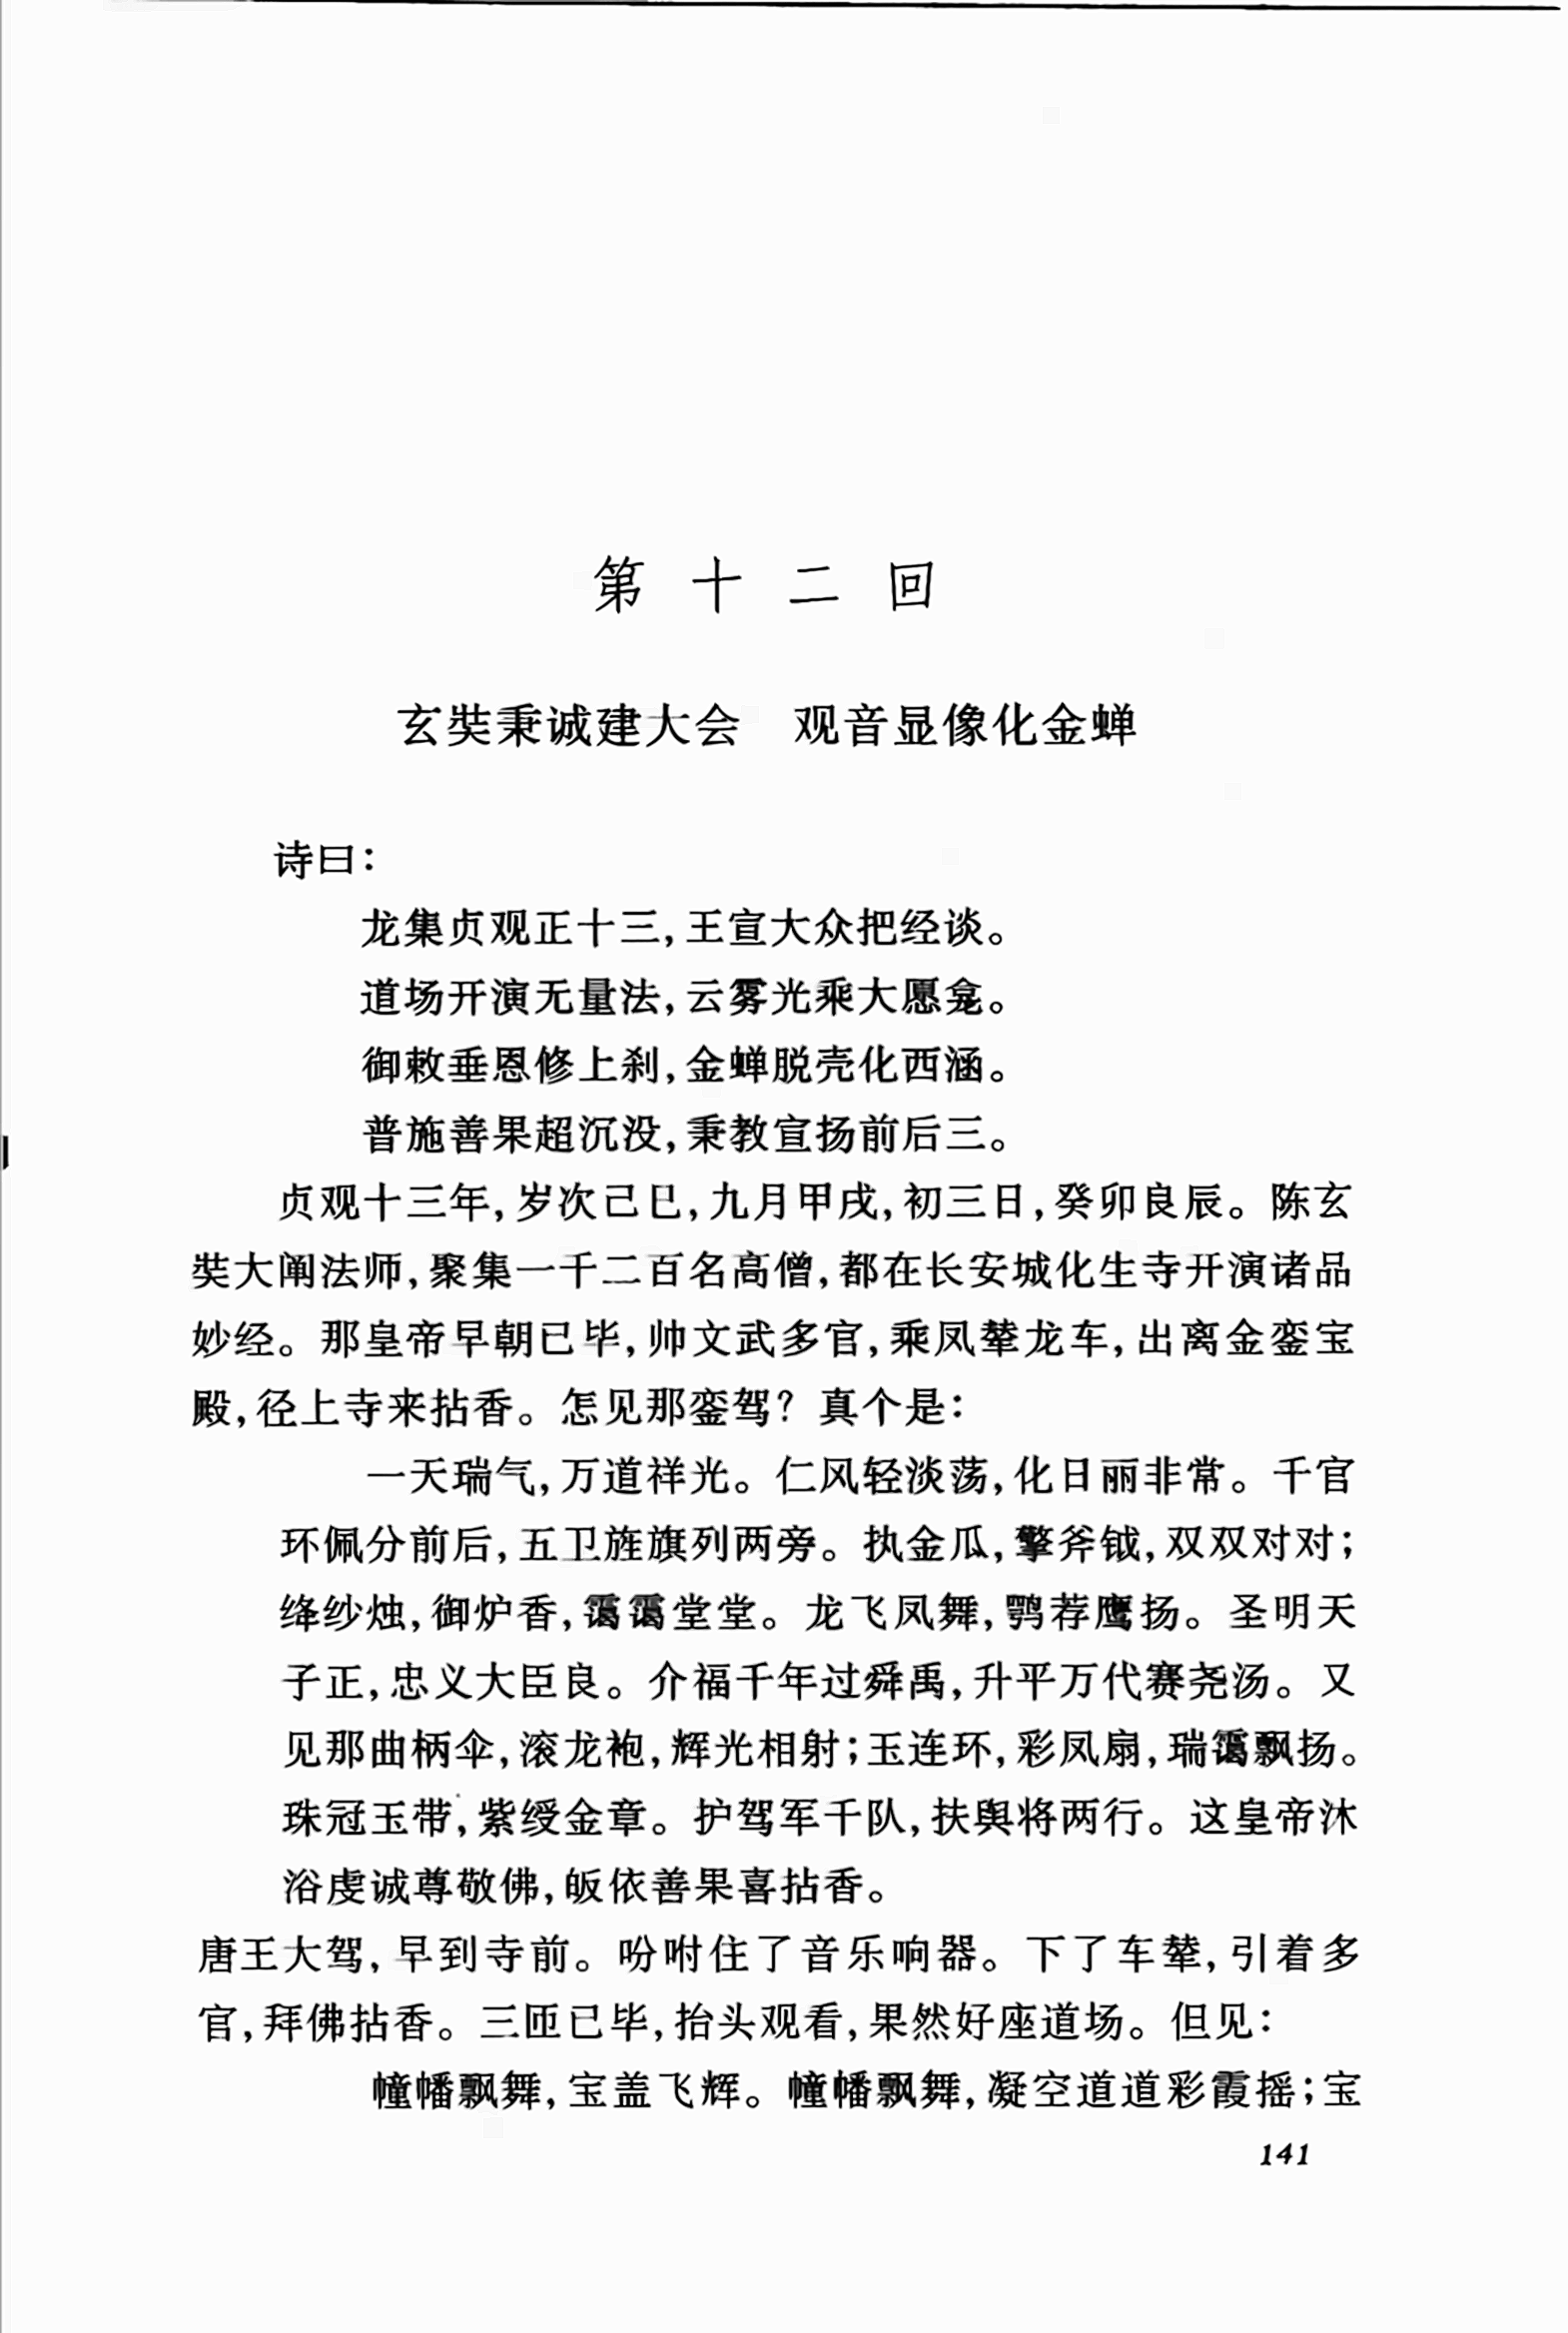 第十二回
玄奘秉诚建大会　观音显像化金蝉
诗曰：
龙集贞观正十三，王宣大众把经谈。
道场开演无量法，云雾光乘大愿龛。
御敕垂恩修上刹，金蝉脱壳化西涵。
普施善果超沉没，秉教宣扬前后三。
贞观十三年，岁次己巳，九月甲戌，初三日，癸卯良辰。陈玄
奘大阐法师，聚集一千二百名高僧，都在长安城化生寺开演诸品
妙经。那皇帝早朝已毕，帅文武多官，乘凤辇龙车，出离金銮宝
殿，径上寺来拈香。怎见那銮驾？真个是：
一天瑞气，万道祥光。仁风轻淡荡，化日丽非常。千官
环佩分前后，五卫旌旗列两旁。执金瓜，擎斧钺，双双对对；
绛纱烛，御炉香，霭霭堂堂。龙飞凤舞，鹗荐鹰扬。圣明天
子正，忠义大臣良。介福千年过舜禹，升平万代赛尧汤。又
见那曲柄伞，滚龙袍，辉光相射；玉连环，彩凤扇，瑞霭飘扬。
珠冠玉带，紫绶金章。护驾军千队，扶舆将两行。这皇帝沐
浴虔诚尊敬佛，皈依善果喜拈香。
唐王大驾，早到寺前。吩咐住了音乐响器。下了车辇，引着多
官，拜佛拈香。三匝已毕，抬头观看，果然好座道场。但见：
幢幡飘舞，宝盖飞辉。幢幡飘舞，凝空道道彩霞摇；宝
141